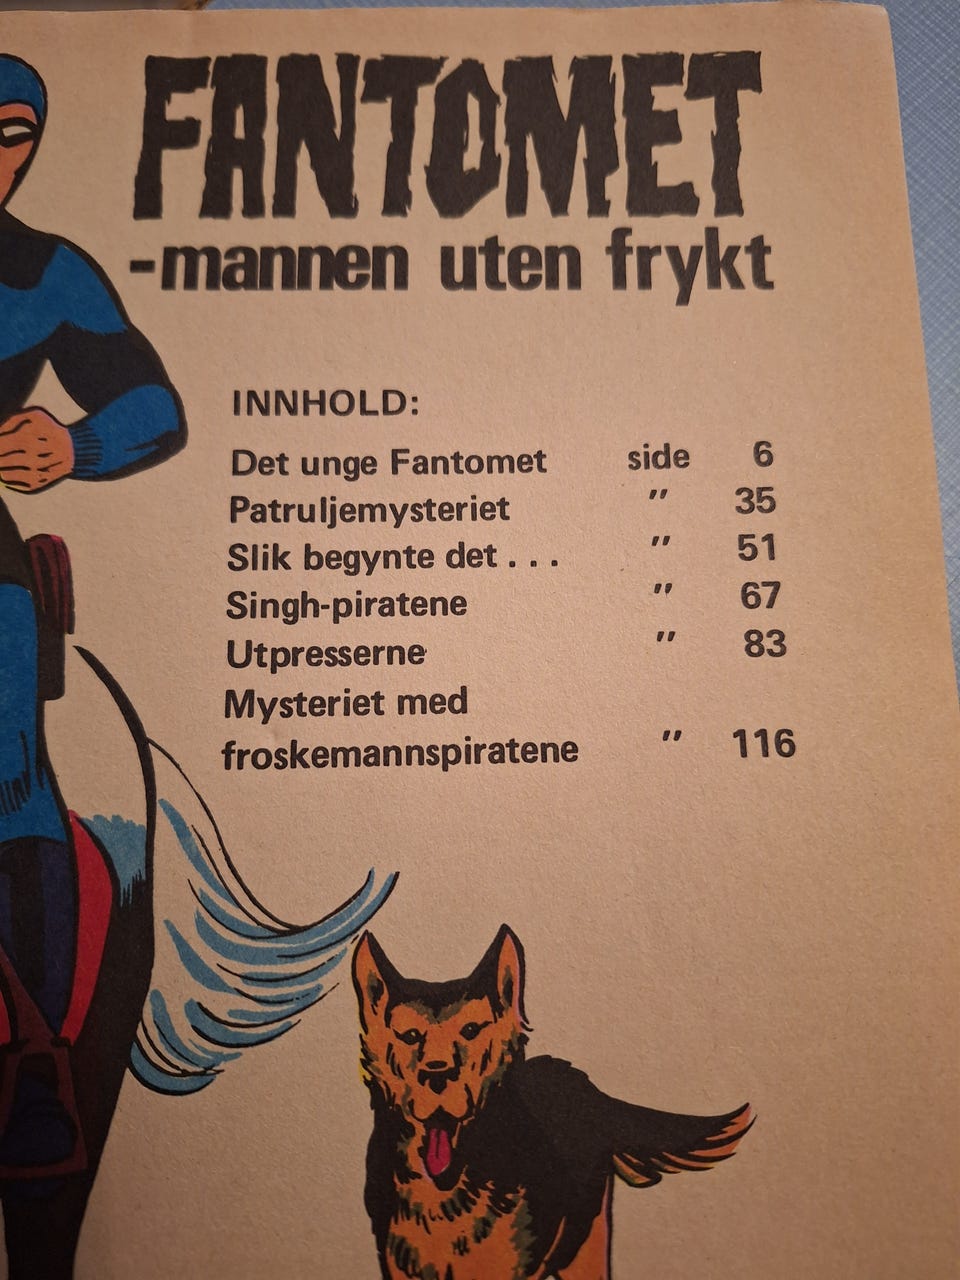 FANTOMET
-mannen uten frykt
INNHOLD:
Det unge Fantomet side 6
Patruljemysteriet " 35
Slik begynte det . . . " 51
Singh-piratene " 67
Utpresserne " 83
Mysteriet med
froskemannspiratene " 116